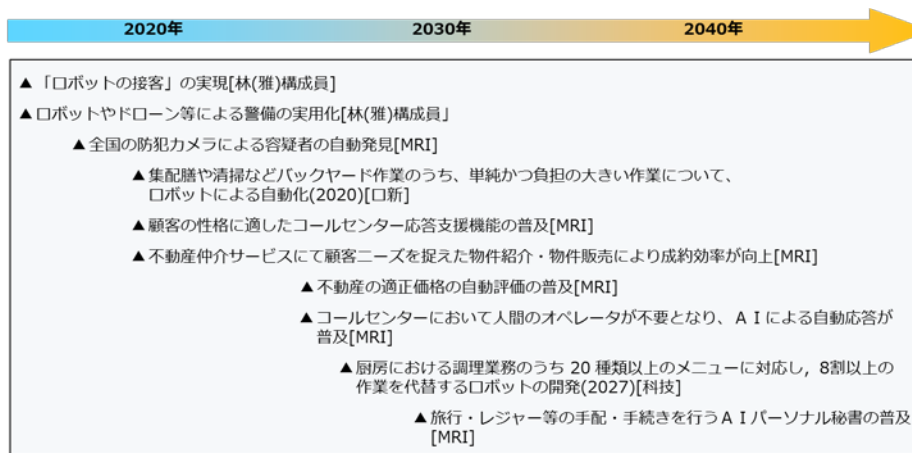 2020年 2030年 2040年
▲「ロボットの接客」の実現[林(雅)構成員]
▲ロボットやドローン等による警備の実用化[林(雅)構成員」
▲全国の防犯カメラによる容疑者の自動発見[MRI]
▲集配膳や清掃などバックヤード作業のうち、単純かつ負担の大きい作業について、
ロボットによる自動化(2020)[ロ新]
▲顧客の性格に適したコールセンター応答支援機能の普及[MRI]
▲不動産仲介サービスにて顧客ニーズを捉えた物件紹介・物件販売により成約効率が向上[MRI]
▲不動産の適正価格の自動評価の普及[MRI]
▲コールセンターにおいて人間のオペレータが不要となり、ＡＩによる自動応答が
普及[MRI]
▲厨房における調理業務のうち 20 種類以上のメニューに対応し，8割以上の
作業を代替するロボットの開発(2027)[科技]
▲旅行・レジャー等の手配・手続きを行うＡＩパーソナル秘書の普及
[MRI]